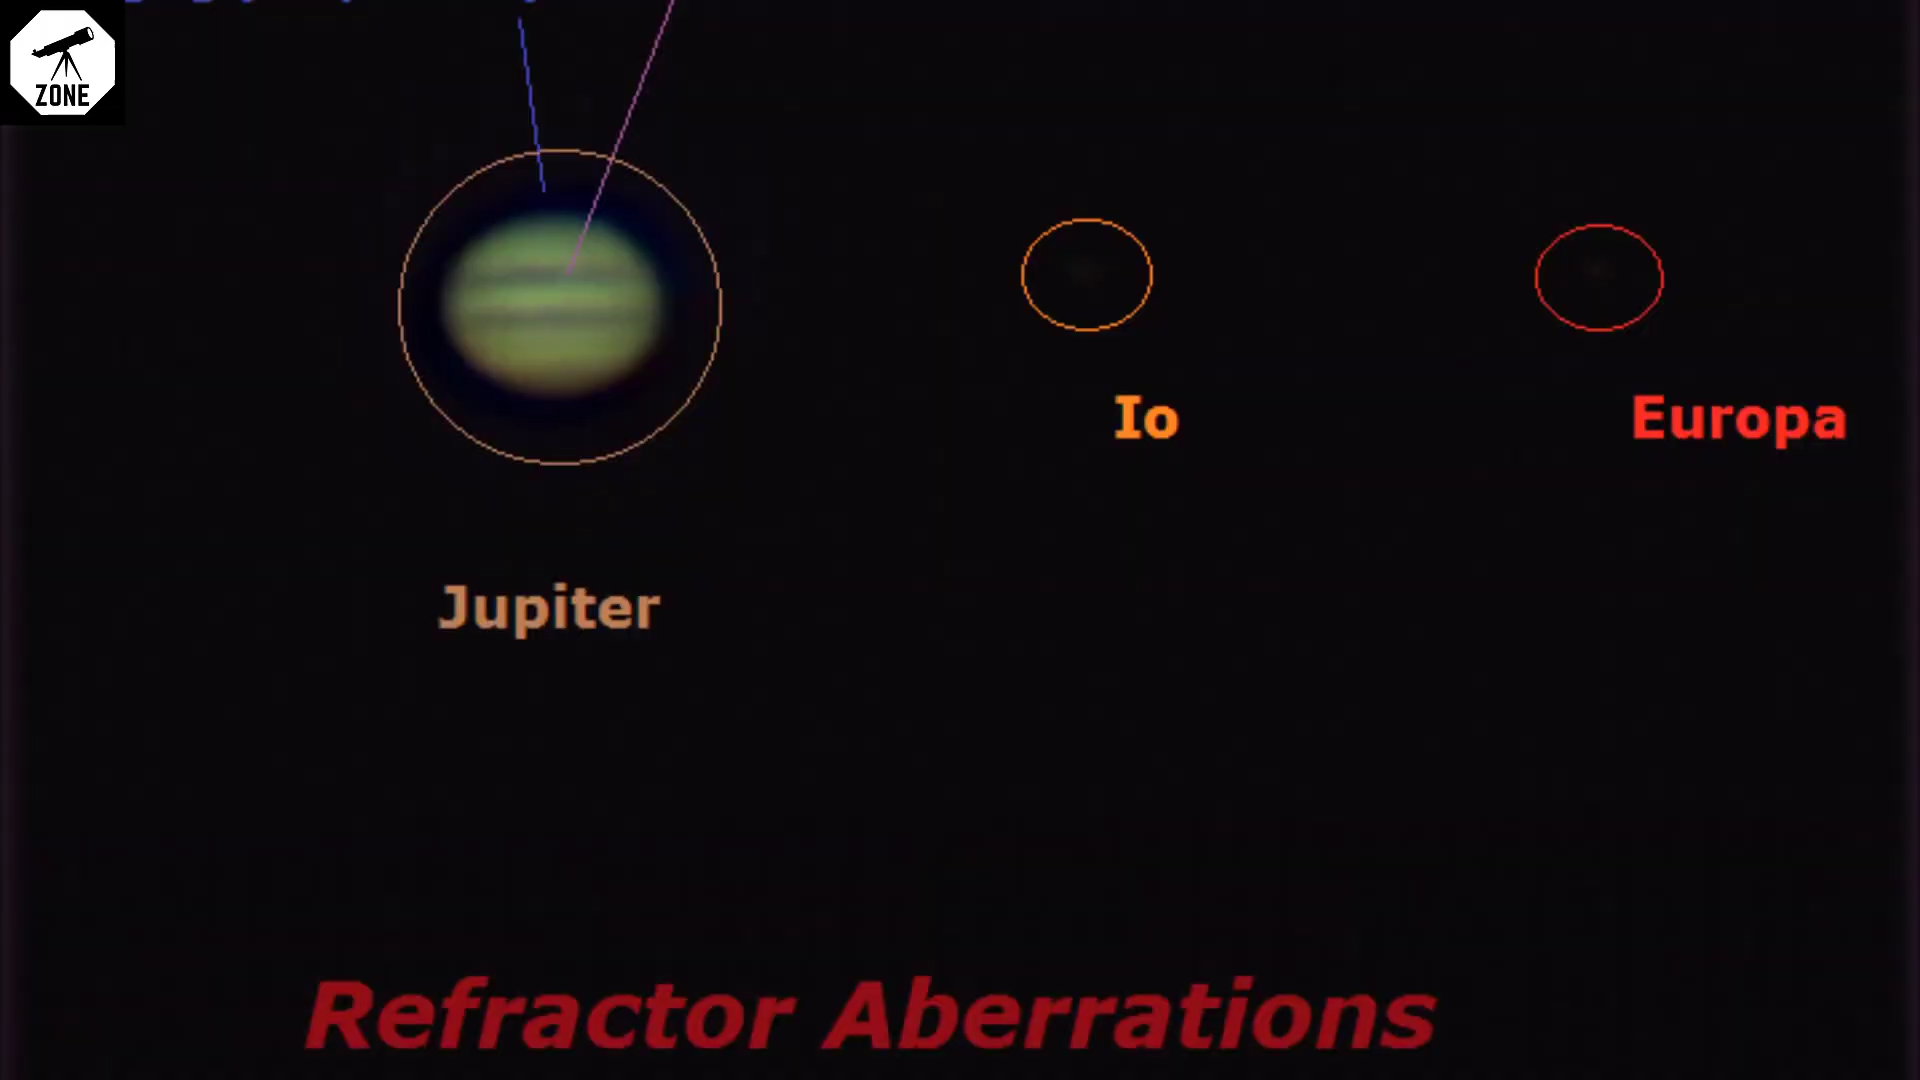 ZONE
Io
Europa
Jupiter
Refractor Aberrations